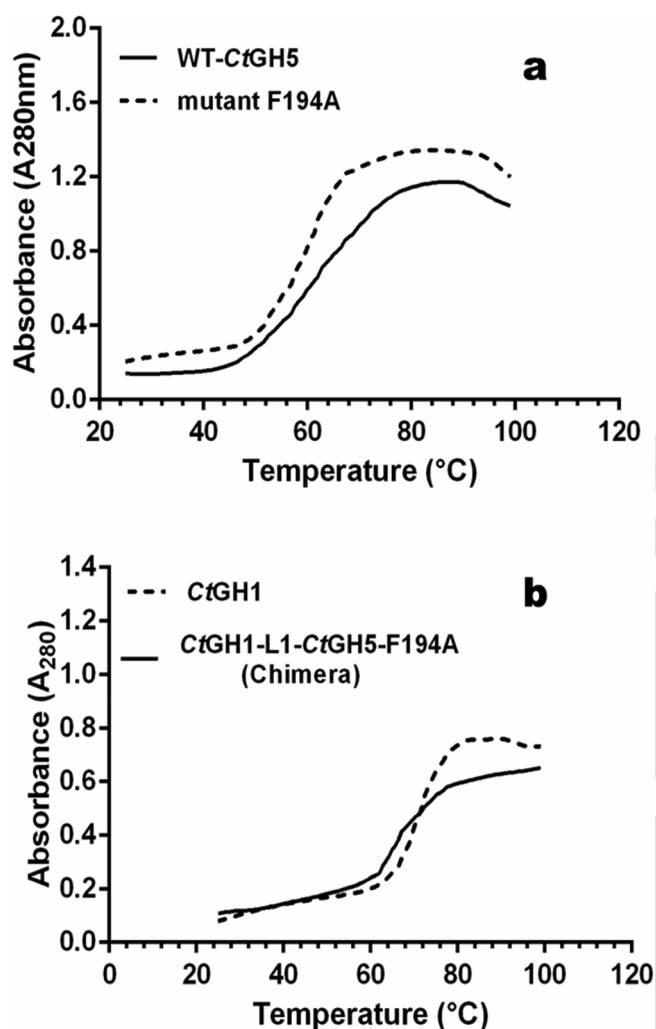 2.0
WT-CtGH5
a
mutant F194A
1.6
1.2
0.8
0.4
0.0
Absorbance (A280nm)
20 40 60 80 100 120
Temperature (°C)
1.4
CtGH1
b
1.2
CtGH1-L1-CtGH5-F194A
(Chimera)
1.0
0.8
0.6
0.4
0.2
0.0
Absorbance (A₂₈₀)
0 20 40 60 80 100 120
Temperature (°C)